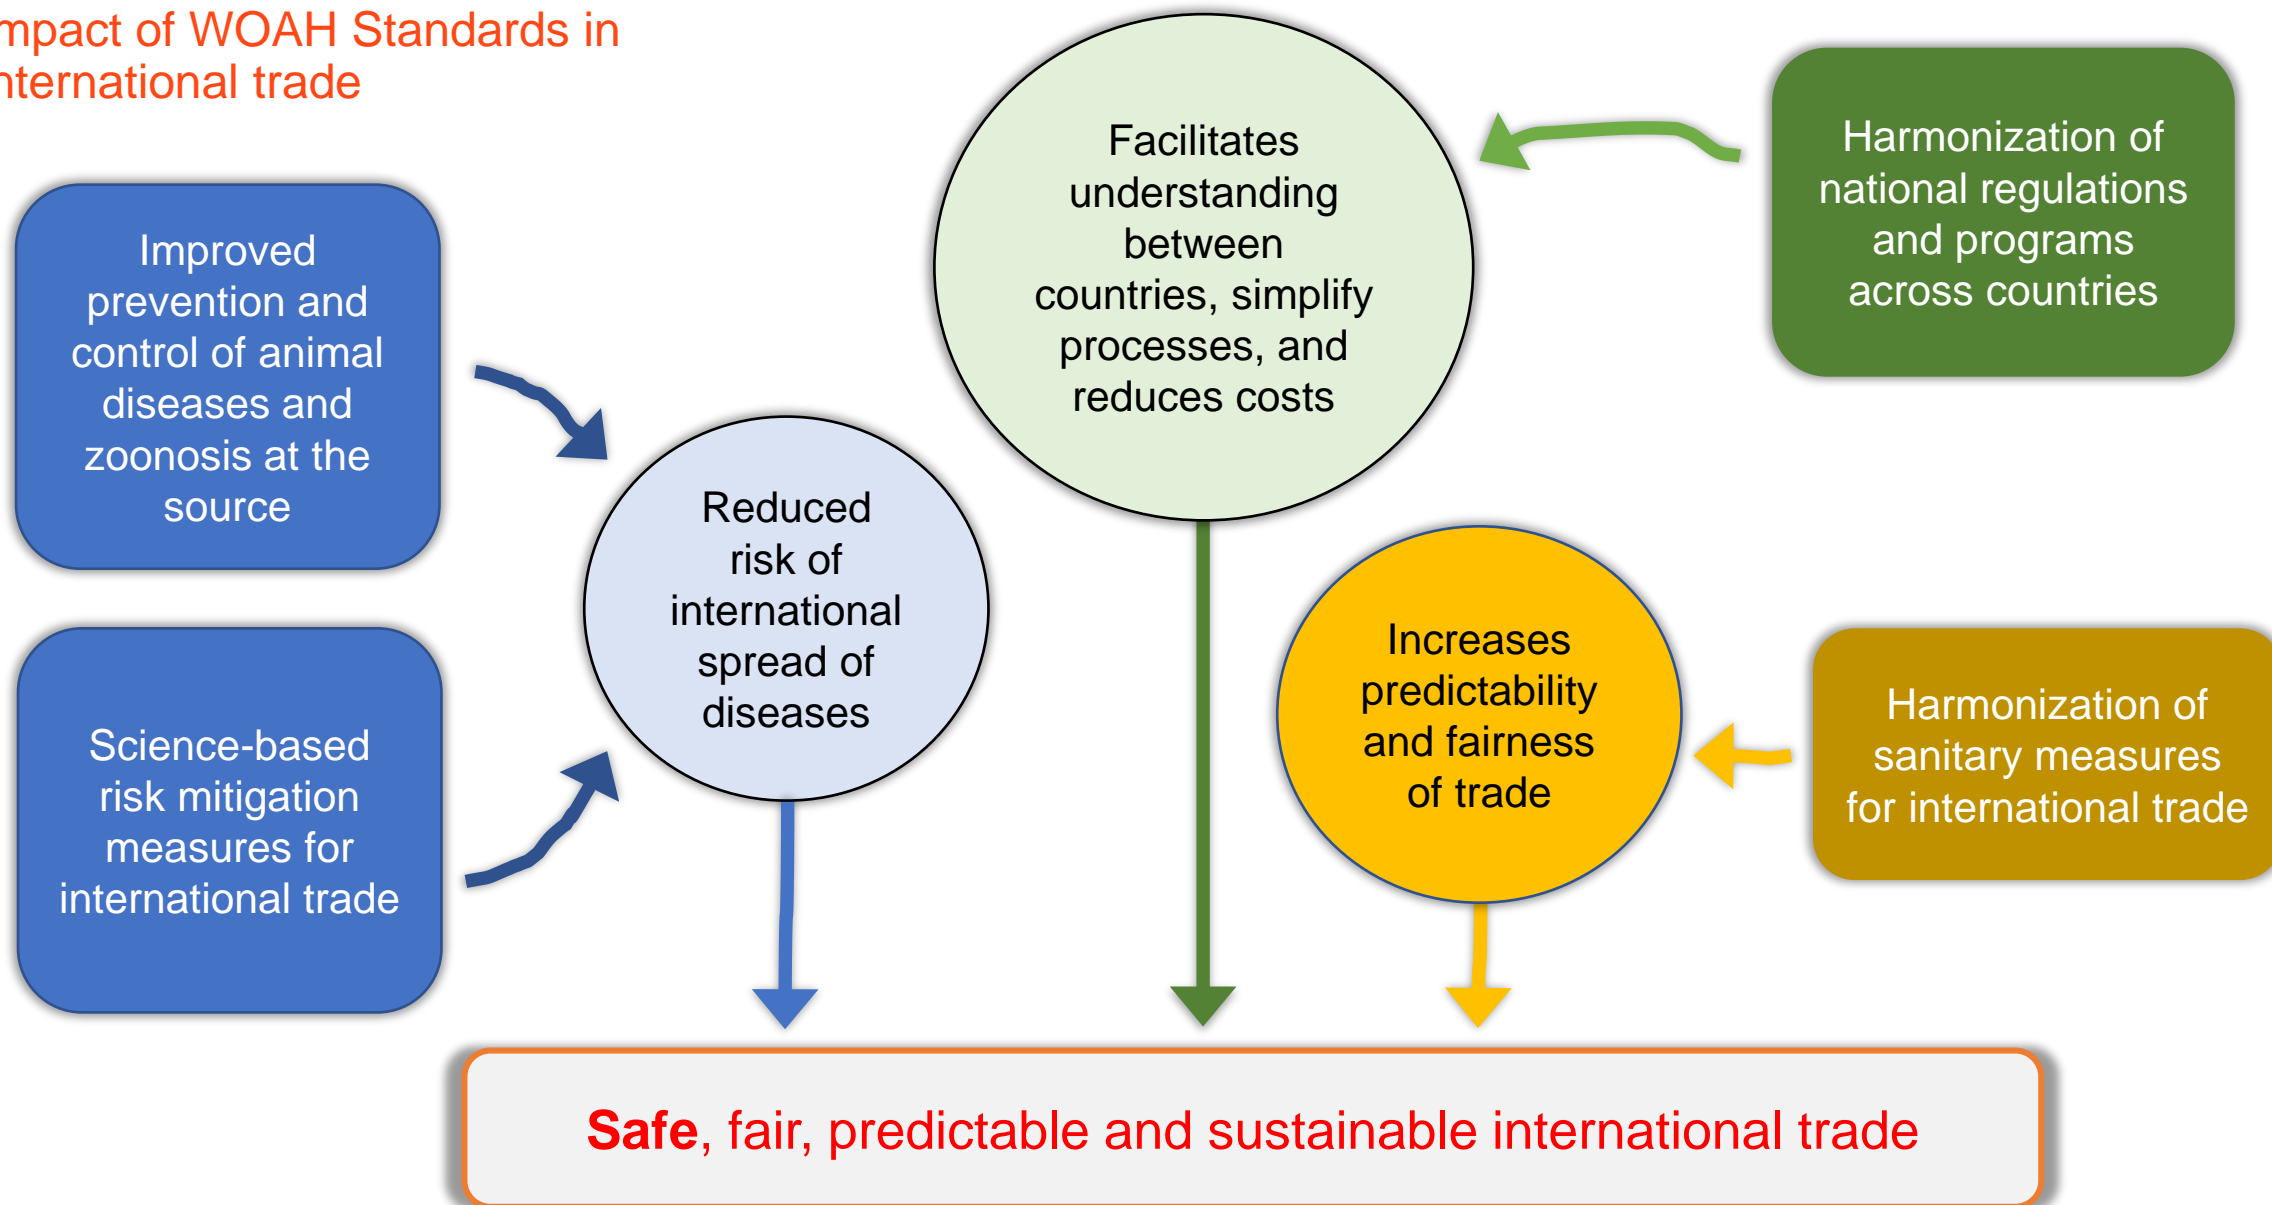 mpact of WOAH Standards in
nternational trade
Improved
prevention and
control of animal
diseases and
zoonosis at the
source
Science-based
risk mitigation
measures for
international trade
Reduced
risk of
international
spread of
diseases
Facilitates
understanding
between
countries, simplify
processes, and
reduces costs
Harmonization of
national regulations
and programs
across countries
Increases
predictability
and fairness
of trade
Harmonization of
sanitary measures
for international trade
Safe, fair, predictable and sustainable international trade